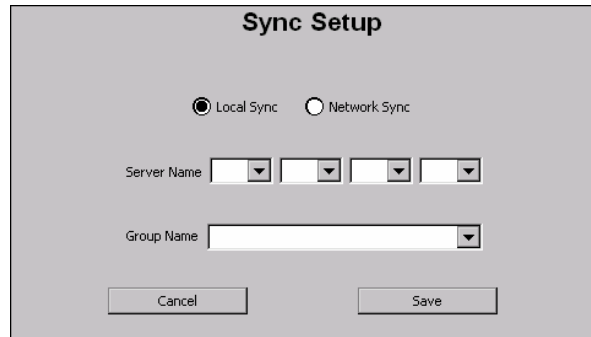 Sync Setup
Local Sync Network Sync
Server Name
Group Name
Cancel Save